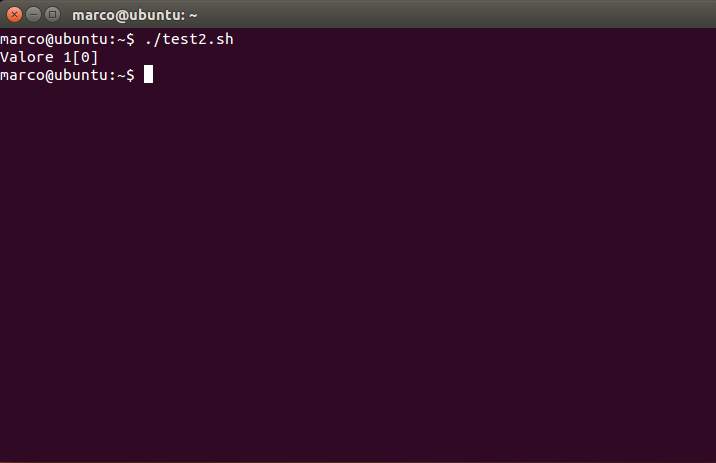 marco@ubuntu: ~
marco@ubuntu:~$ ./test2.sh
Valore 1[0]
marco@ubuntu:~$